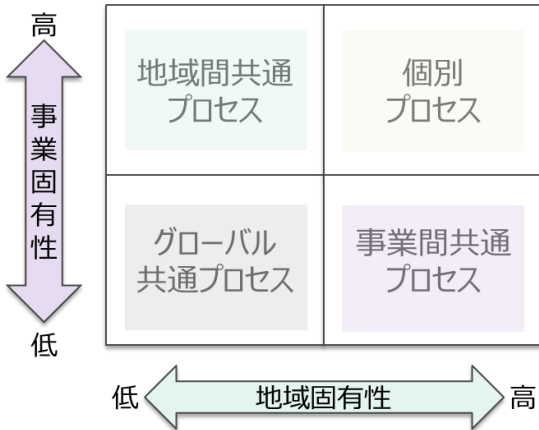 高
事業固有性
低
地域間共通
プロセス
個別
プロセス
グローバル
共通プロセス
事業間共通
プロセス
低
地域固有性
高